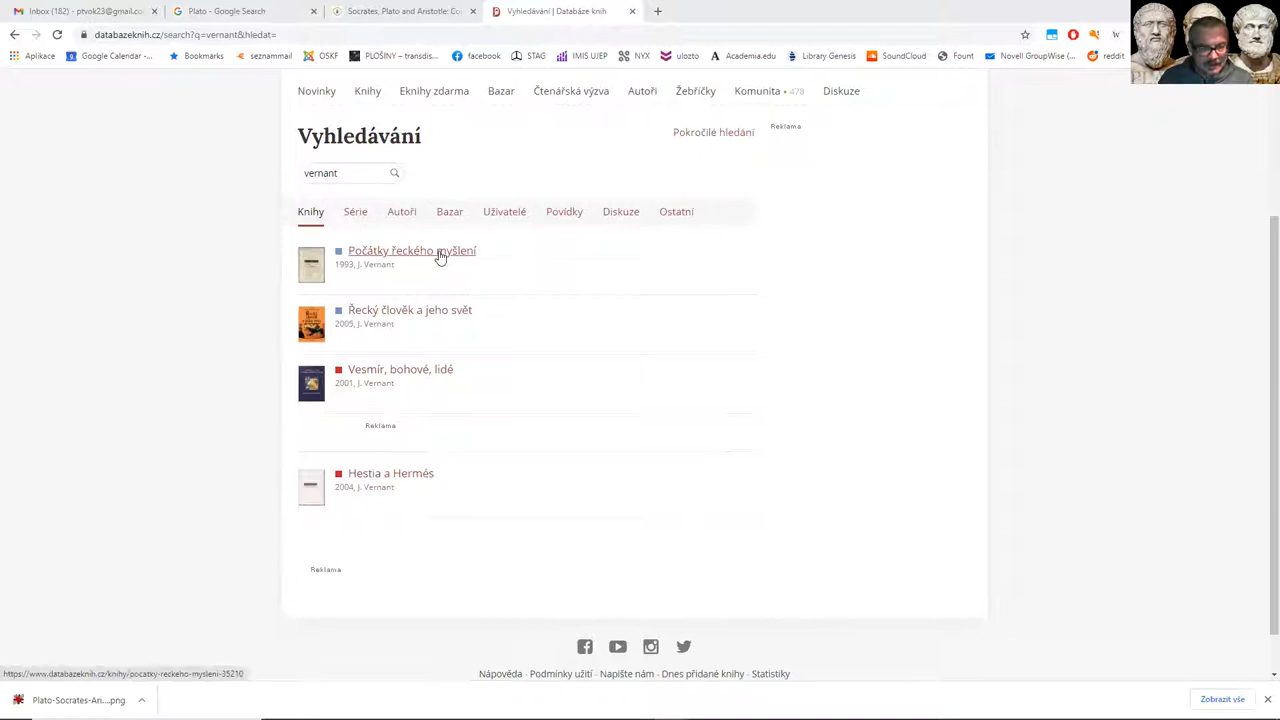 Inbox (182) - ptvok23@gmail.co
Plato - Google Search
Socrates, Plato and Aristotle: Co
Vyhledávání | Databáze knih
databazeknih.cz/search?q=vernant&hledat=
Aplikace
Google Calendar -...
Bookmarks
seznammail
OSKF
PLOŠINY — transdis...
facebook
STAG
IMIS UJEP
NYX
ulozto
Academia.edu
Library Genesis
SoundCloud
Fount
Novell GroupWise (...
reddit
Novinky
Knihy
Eknihy zdarma
Bazar
Čtenářská výzva
Autoři
Žebříčky
Komunita • 478
Diskuze
Vyhledávání
Pokročilé hledání
Reklama
vernant
Knihy
Série
Autoři
Bazar
Uživatelé
Povídky
Diskuze
Ostatní
Počátky řeckého myšlení
1993, J. Vernant
Řecký člověk a jeho svět
2005, J. Vernant
Vesmír, bohové, lidé
2001, J. Vernant
Reklama
Hestia a Hermés
2004, J. Vernant
Reklama
Nápověda - Podmínky užití - Napište nám - Dnes přidané knihy - Statistiky
https://www.databazeknih.cz/knihy/pocatky-reckeho-mysleni-35210
Plato-Socrates-Ari....png
Zobrazit vše